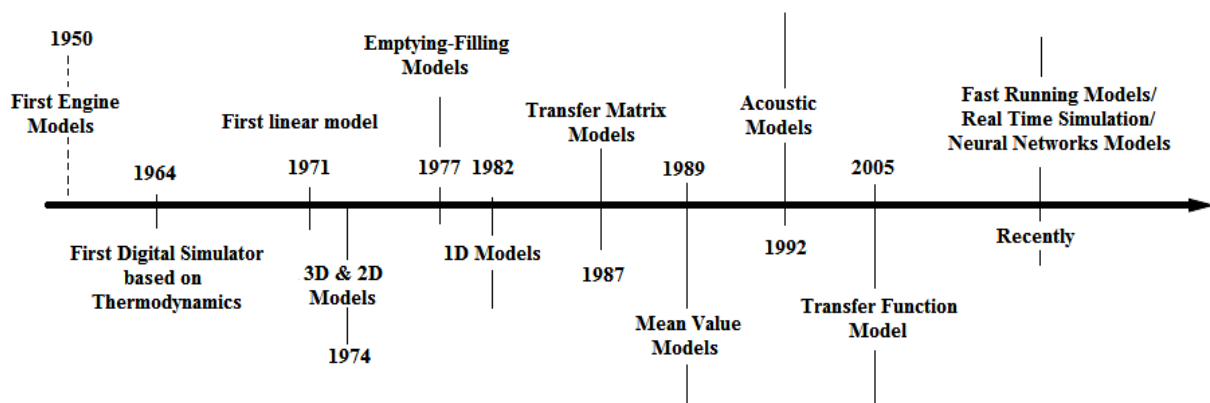 1950
First Engine
Models
1964
First Digital Simulator
based on
Thermodynamics
First linear model
1971
3D & 2D
Models
1974
Emptying-Filling
Models
1977
1982
1D Models
Transfer Matrix
Models
1987
1989
Mean Value
Models
Acoustic
Models
1992
2005
Transfer Function
Model
Fast Running Models/
Real Time Simulation/
Neural Networks Models
Recently